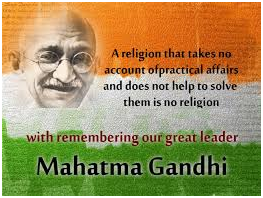 A religion that takes no
account ofpractical affairs
and does not help to solve
them is no religion
with remembering our great leader
Mahatma Gandhi